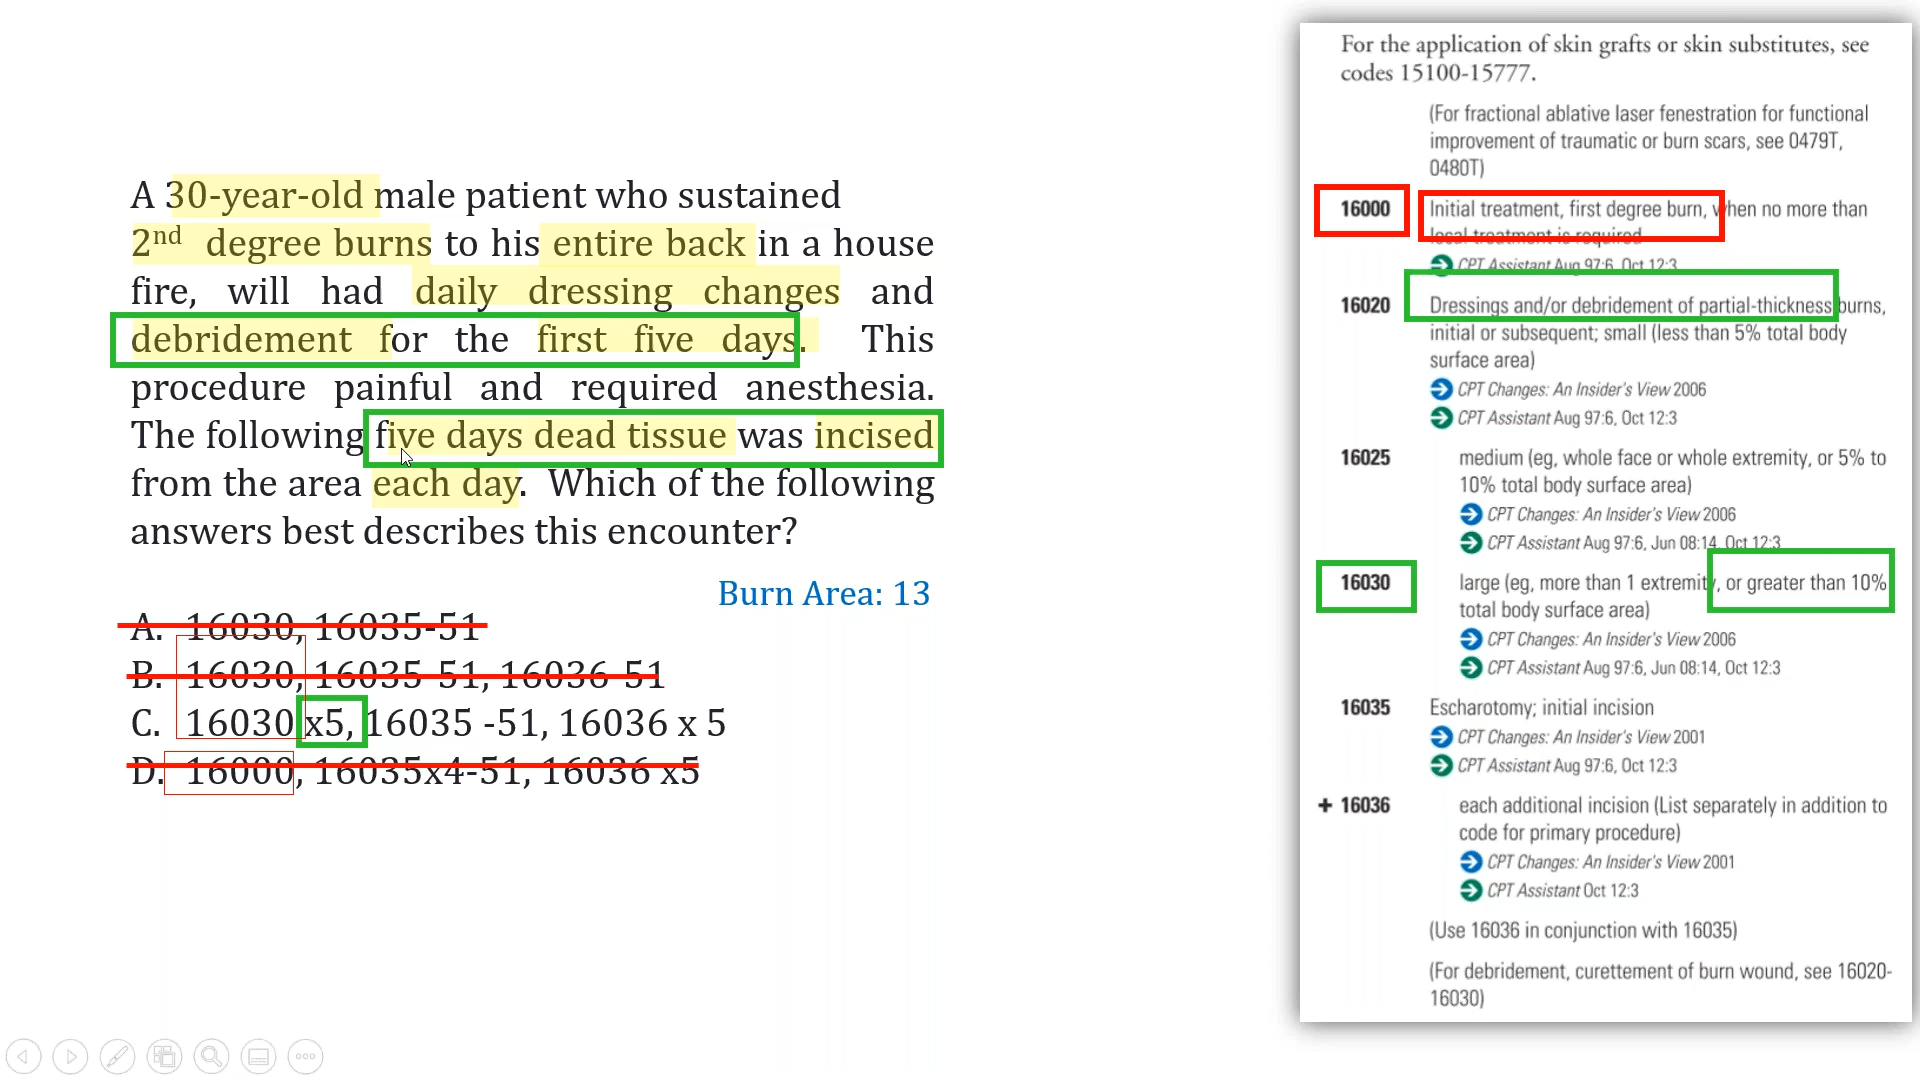 A 30-year-old male patient who sustained
2nd degree burns to his entire back in a house
fire, will had daily dressing changes and
debridement for the first five days. This
procedure painful and required anesthesia.
The following five days dead tissue was incised
from the area each day. Which of the following
answers best describes this encounter?
Burn Area: 13
A. 16030, 16035-51
B. 16030, 16035-51, 16036-51
C. 16030 x5, 16035 -51, 16036 x 5
D. 16000, 16035x4-51, 16036 x5
For the application of skin grafts or skin substitutes, see
codes 15100-15777.
(For fractional ablative laser fenestration for functional
improvement of traumatic or burn scars, see 0479T,
0480T)
16000 Initial treatment, first degree burn, when no more than
local treatment is required
CPT Assistant Aug 97:6, Oct 12:3
16020 Dressings and/or debridement of partial-thickness burns,
initial or subsequent; small (less than 5% total body
surface area)
CPT Changes: An Insider's View 2006
CPT Assistant Aug 97:6, Oct 12:3
16025 medium (eg, whole face or whole extremity, or 5% to
10% total body surface area)
CPT Changes: An Insider's View 2006
CPT Assistant Aug 97:6, Jun 08:14, Oct 12:3
16030 large (eg, more than 1 extremity, or greater than 10%
total body surface area)
CPT Changes: An Insider's View 2006
CPT Assistant Aug 97:6, Jun 08:14, Oct 12:3
16035 Escharotomy; initial incision
CPT Changes: An Insider's View 2001
CPT Assistant Aug 97:6, Oct 12:3
+ 16036 each additional incision (List separately in addition to
code for primary procedure)
CPT Changes: An Insider's View 2001
CPT Assistant Oct 12:3
(Use 16036 in conjunction with 16035)
(For debridement, curettement of burn wound, see 16020-
16030)